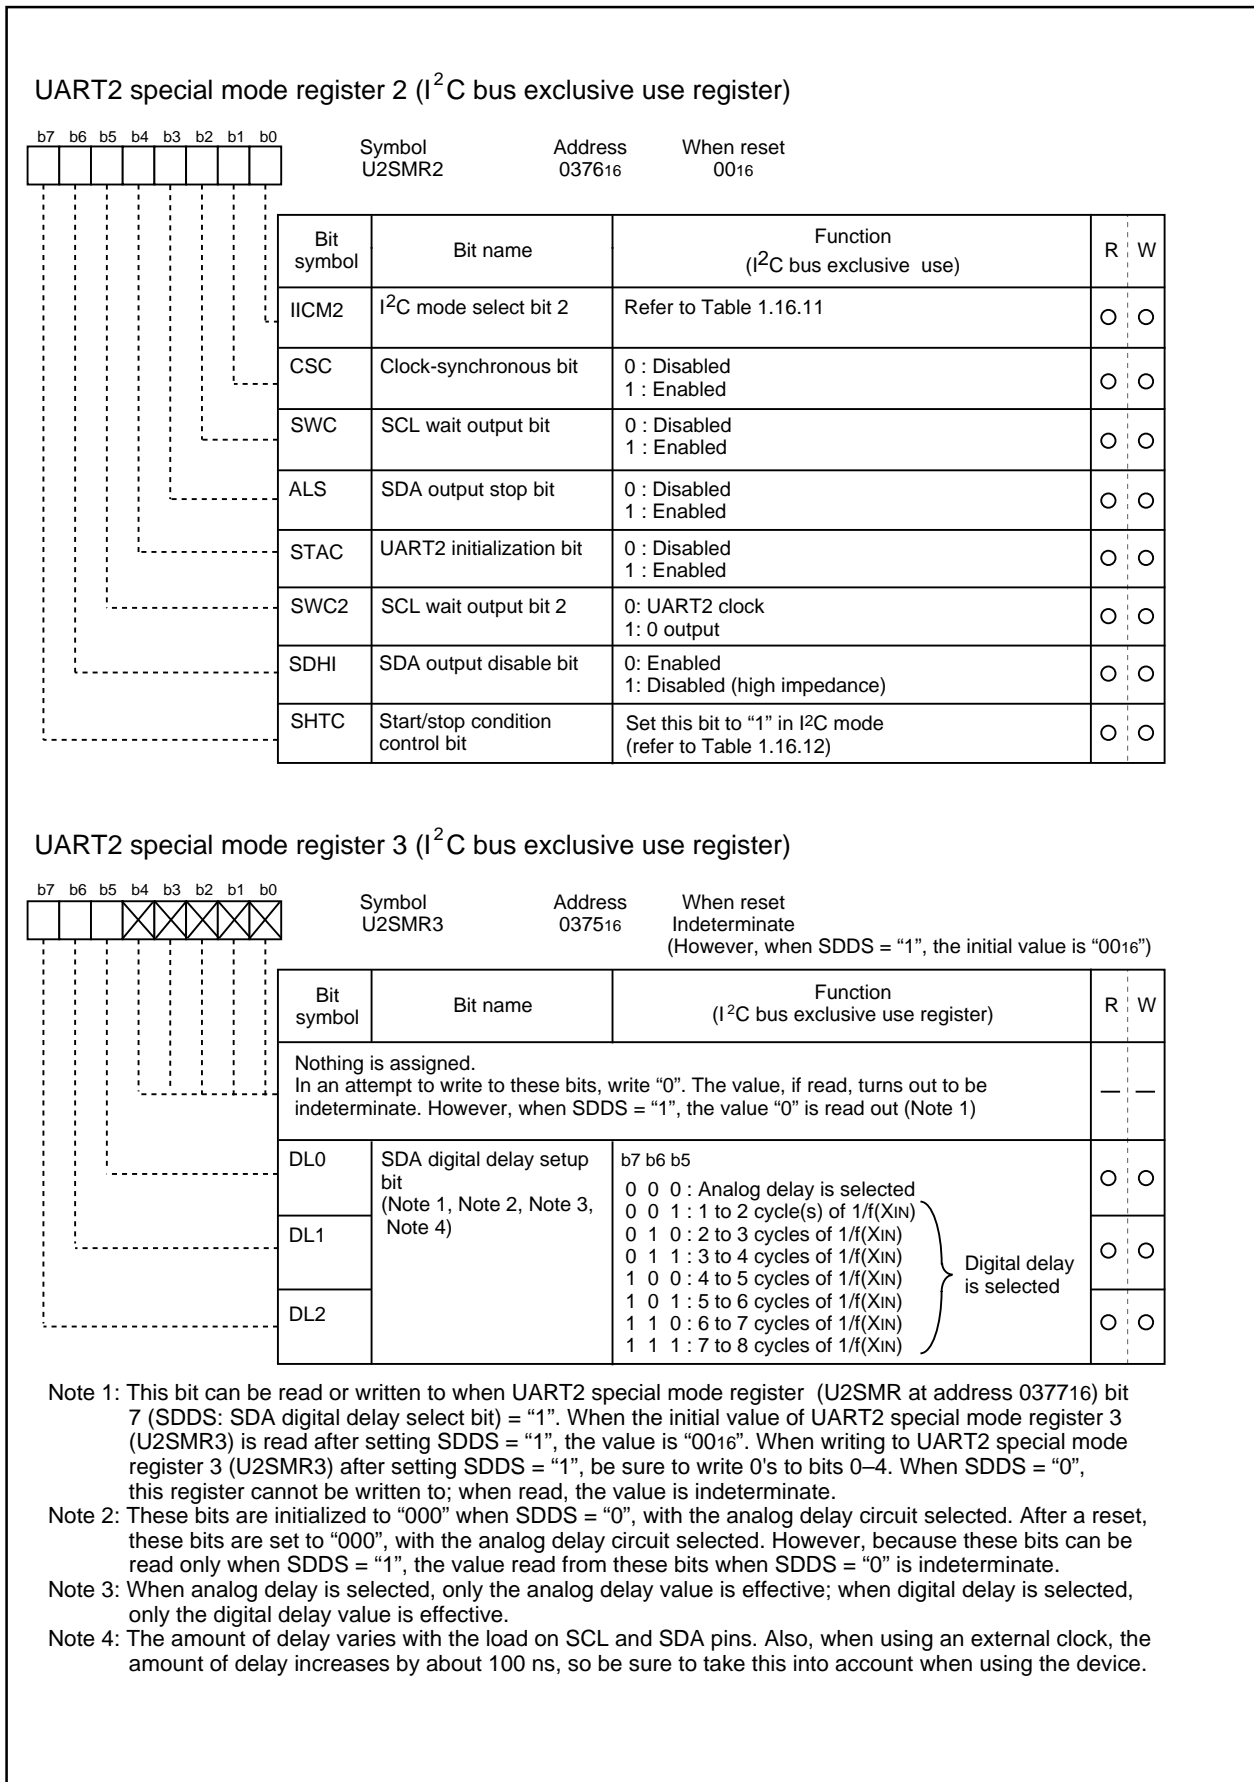 UART2 special mode register 2 (I²C bus exclusive use register)
b7 b6 b5 b4 b3 b2 b1 b0
Symbol Address When reset
U2SMR2 037616 0016
Bit symbol Bit name Function (I²C bus exclusive use) R W
IICM2 I²C mode select bit 2 Refer to Table 1.16.11
CSC Clock-synchronous bit 0 : Disabled
1 : Enabled
SWC SCL wait output bit 0 : Disabled
1 : Enabled
ALS SDA output stop bit 0 : Disabled
1 : Enabled
STAC UART2 initialization bit 0 : Disabled
1 : Enabled
SWC2 SCL wait output bit 2 0: UART2 clock
1: 0 output
SDHI SDA output disable bit 0: Enabled
1: Disabled (high impedance)
SHTC Start/stop condition Set this bit to “1” in I²C mode
control bit (refer to Table 1.16.12)
UART2 special mode register 3 (I²C bus exclusive use register)
b7 b6 b5 b4 b3 b2 b1 b0
Symbol Address When reset
U2SMR3 037516 Indeterminate
(However, when SDDS = “1”, the initial value is “0016”)
Bit symbol Bit name Function (I²C bus exclusive use register) R W
Nothing is assigned.
In an attempt to write to these bits, write “0”. The value, if read, turns out to be
indeterminate. However, when SDDS = “1”, the value “0” is read out (Note 1)
— —
DL0 SDA digital delay setup b7 b6 b5
bit
(Note 1, Note 2, Note 3,
Note 4)
DL1
DL2
0 0 0 : Analog delay is selected
0 0 1 : 1 to 2 cycle(s) of 1/f(XIN)
0 1 0 : 2 to 3 cycles of 1/f(XIN)
0 1 1 : 3 to 4 cycles of 1/f(XIN)
1 0 0 : 4 to 5 cycles of 1/f(XIN)
1 0 1 : 5 to 6 cycles of 1/f(XIN)
1 1 0 : 6 to 7 cycles of 1/f(XIN)
1 1 1 : 7 to 8 cycles of 1/f(XIN)
Digital delay
is selected
Note 1: This bit can be read or written to when UART2 special mode register (U2SMR at address 037716) bit
7 (SDDS: SDA digital delay select bit) = “1”. When the initial value of UART2 special mode register 3
(U2SMR3) is read after setting SDDS = “1”, the value is “0016”. When writing to UART2 special mode
register 3 (U2SMR3) after setting SDDS = “1”, be sure to write 0's to bits 0–4. When SDDS = “0”,
this register cannot be written to; when read, the value is indeterminate.
Note 2: These bits are initialized to “000” when SDDS = “0”, with the analog delay circuit selected. After a reset,
these bits are set to “000”, with the analog delay circuit selected. However, because these bits can be
read only when SDDS = “1”, the value read from these bits when SDDS = “0” is indeterminate.
Note 3: When analog delay is selected, only the analog delay value is effective; when digital delay is selected,
only the digital delay value is effective.
Note 4: The amount of delay varies with the load on SCL and SDA pins. Also, when using an external clock, the
amount of delay increases by about 100 ns, so be sure to take this into account when using the device.